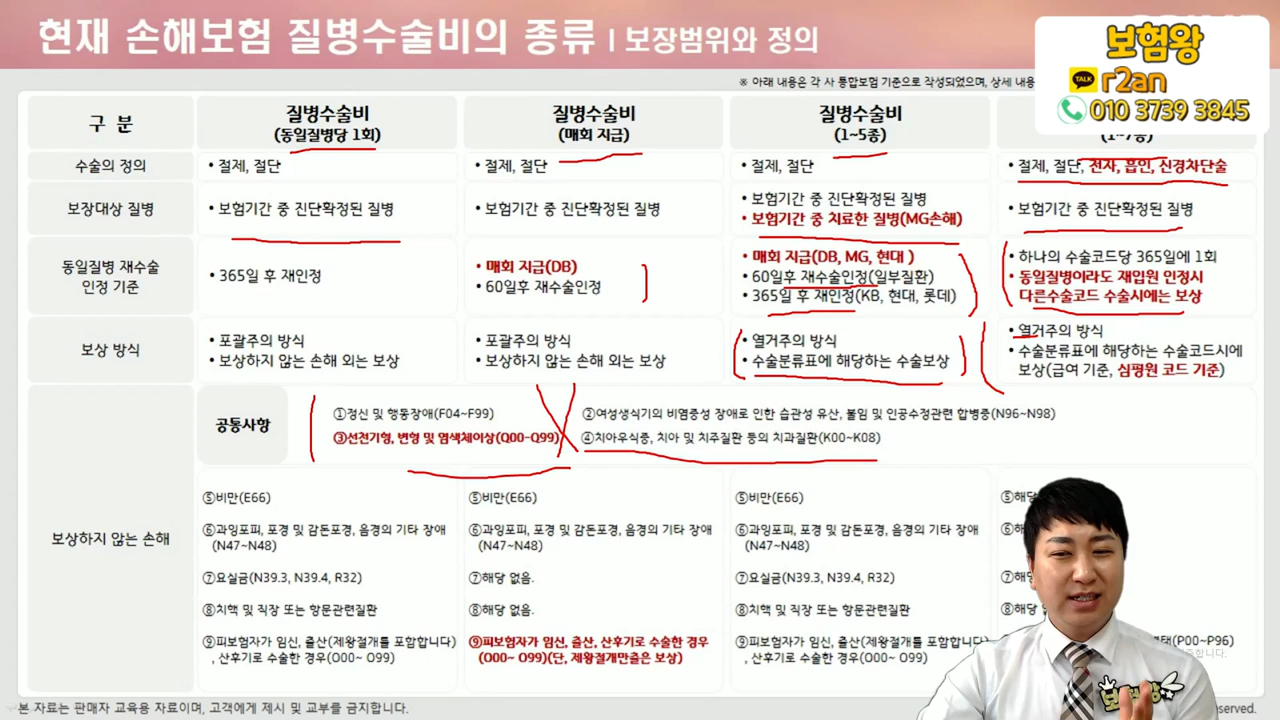 현재 손해보험 질병수술비의 종류 | 보장범위와 정의
보험왕
TALK r2an
010 3739 3845
※ 아래 내용은 각 사 통합보험 기준으로 작성되었으며, 상세 내용
구 분
질병수술비
(동일질병당 1회)
질병수술비
(매회 지급)
질병수술비
(1~5종)
(1~7종)
수술의 정의
• 절제, 절단
• 절제, 절단
• 절제, 절단
• 절제, 절단, 천자, 흡인, 신경차단술
보장대상 질병
• 보험기간 중 진단확정된 질병
• 보험기간 중 진단확정된 질병
• 보험기간 중 진단확정된 질병
• 보험기간 중 치료한 질병(MG손해)
• 보험기간 중 진단확정된 질병
동일질병 재수술
인정 기준
• 365일 후 재인정
• 매회 지급(DB)
• 60일후 재수술인정
• 매회 지급(DB, MG, 현대 )
• 60일후 재수술인정(일부질환)
• 365일 후 재인정(KB, 현대, 롯데)
• 하나의 수술코드당 365일에 1회
• 동일질병이라도 재입원 인정시
다른수술코드 수술시에는 보상
보상 방식
• 포괄주의 방식
• 보상하지 않는 손해 외는 보상
• 포괄주의 방식
• 보상하지 않는 손해 외는 보상
• 열거주의 방식
• 수술분류표에 해당하는 수술보상
• 열거주의 방식
• 수술분류표에 해당하는 수술코드시에
보상(급여 기준, 심평원 코드 기준)
보상하지 않는 손해
공통사항
①정신 및 행동장애(F04~F99)
②여성생식기의 비염증성 장애로 인한 습관성 유산, 불임 및 인공수정관련 합병증(N96~N98)
③선천기형, 변형 및 염색체이상(Q00-Q99)
④치아우식증, 치아 및 치주질환 등의 치과질환(K00~K08)
⑤비만(E66)
⑥과잉포피, 포경 및 감돈포경, 음경의 기타 장애
(N47~N48)
⑦요실금(N39.3, N39.4, R32)
⑧치핵 및 직장 또는 항문관련질환
⑨피보험자가 임신, 출산(제왕절개를 포함합니다)
, 산후기로 수술한 경우(O00~ O99)
⑤비만(E66)
⑥과잉포피, 포경 및 감돈포경, 음경의 기타 장애
(N47~N48)
⑦해당 없음.
⑧해당 없음.
⑨피보험자가 임신, 출산, 산후기로 수술한 경우
(O00~ O99)(단, 제왕절개만출은 보상)
⑤비만(E66)
⑥과잉포피, 포경 및 감돈포경, 음경의 기타 장애
(N47~N48)
⑦요실금(N39.3, N39.4, R32)
⑧치핵 및 직장 또는 항문관련질환
⑨피보험자가 임신, 출산(제왕절개를 포함합니다)
, 산후기로 수술한 경우(O00~ O99)
⑤해당
⑥해
⑦해당
⑧해당
(P00~P96)
보험왕
본 자료는 판매자 교육용 자료이며, 고객에게 제시 및 교부를 금지합니다.
reserved.